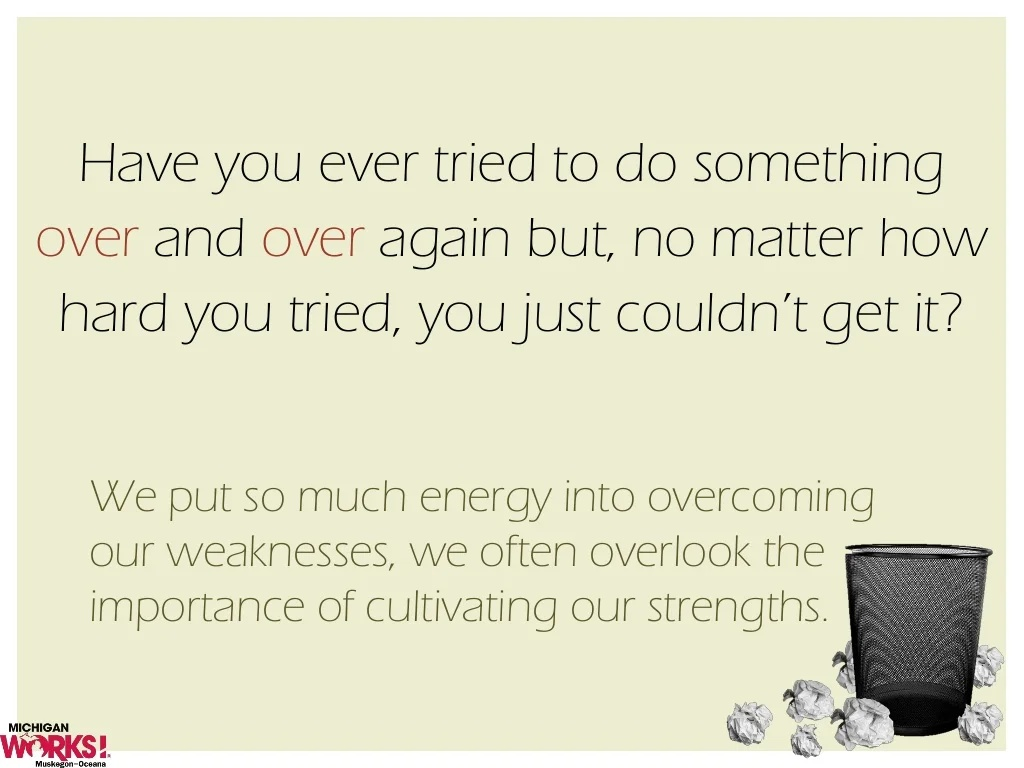 Have you ever tried to do something
over and over again but, no matter how
hard you tried, you just couldn’t get it?
We put so much energy into overcoming
our weaknesses, we often overlook the
importance of cultivating our strengths.
MICHIGAN
WORKS!
Muskegon-Oceana